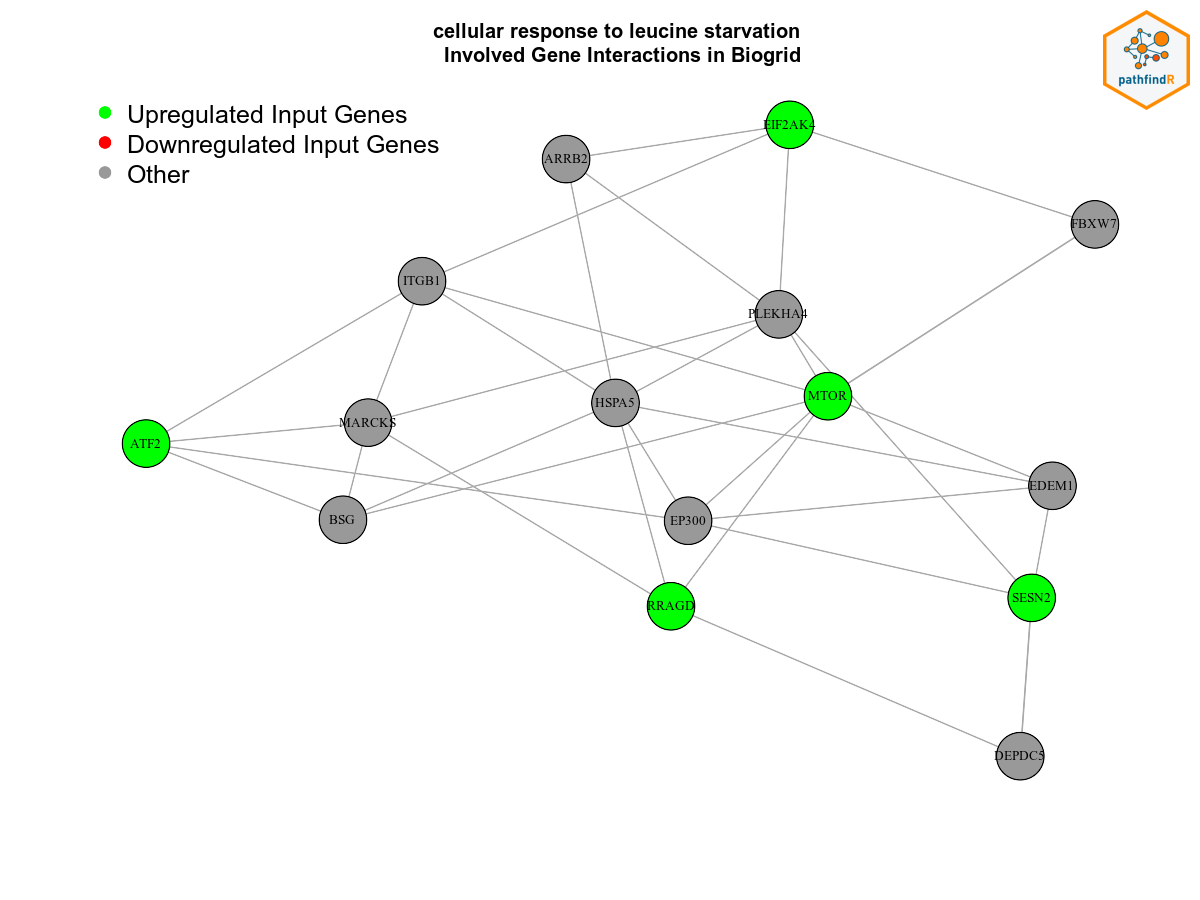 cellular response to leucine starvation
Involved Gene Interactions in Biogrid
pathfindR
Upregulated Input Genes
Downregulated Input Genes
Other
EIF2AK4
ARRB2
FBXW7
ITGB1
PLEKHA4
MTOR
HSPA5
MARCKS
ATF2
EDEM1
BSG
EP300
SESN2
RRAGD
DEPDC5